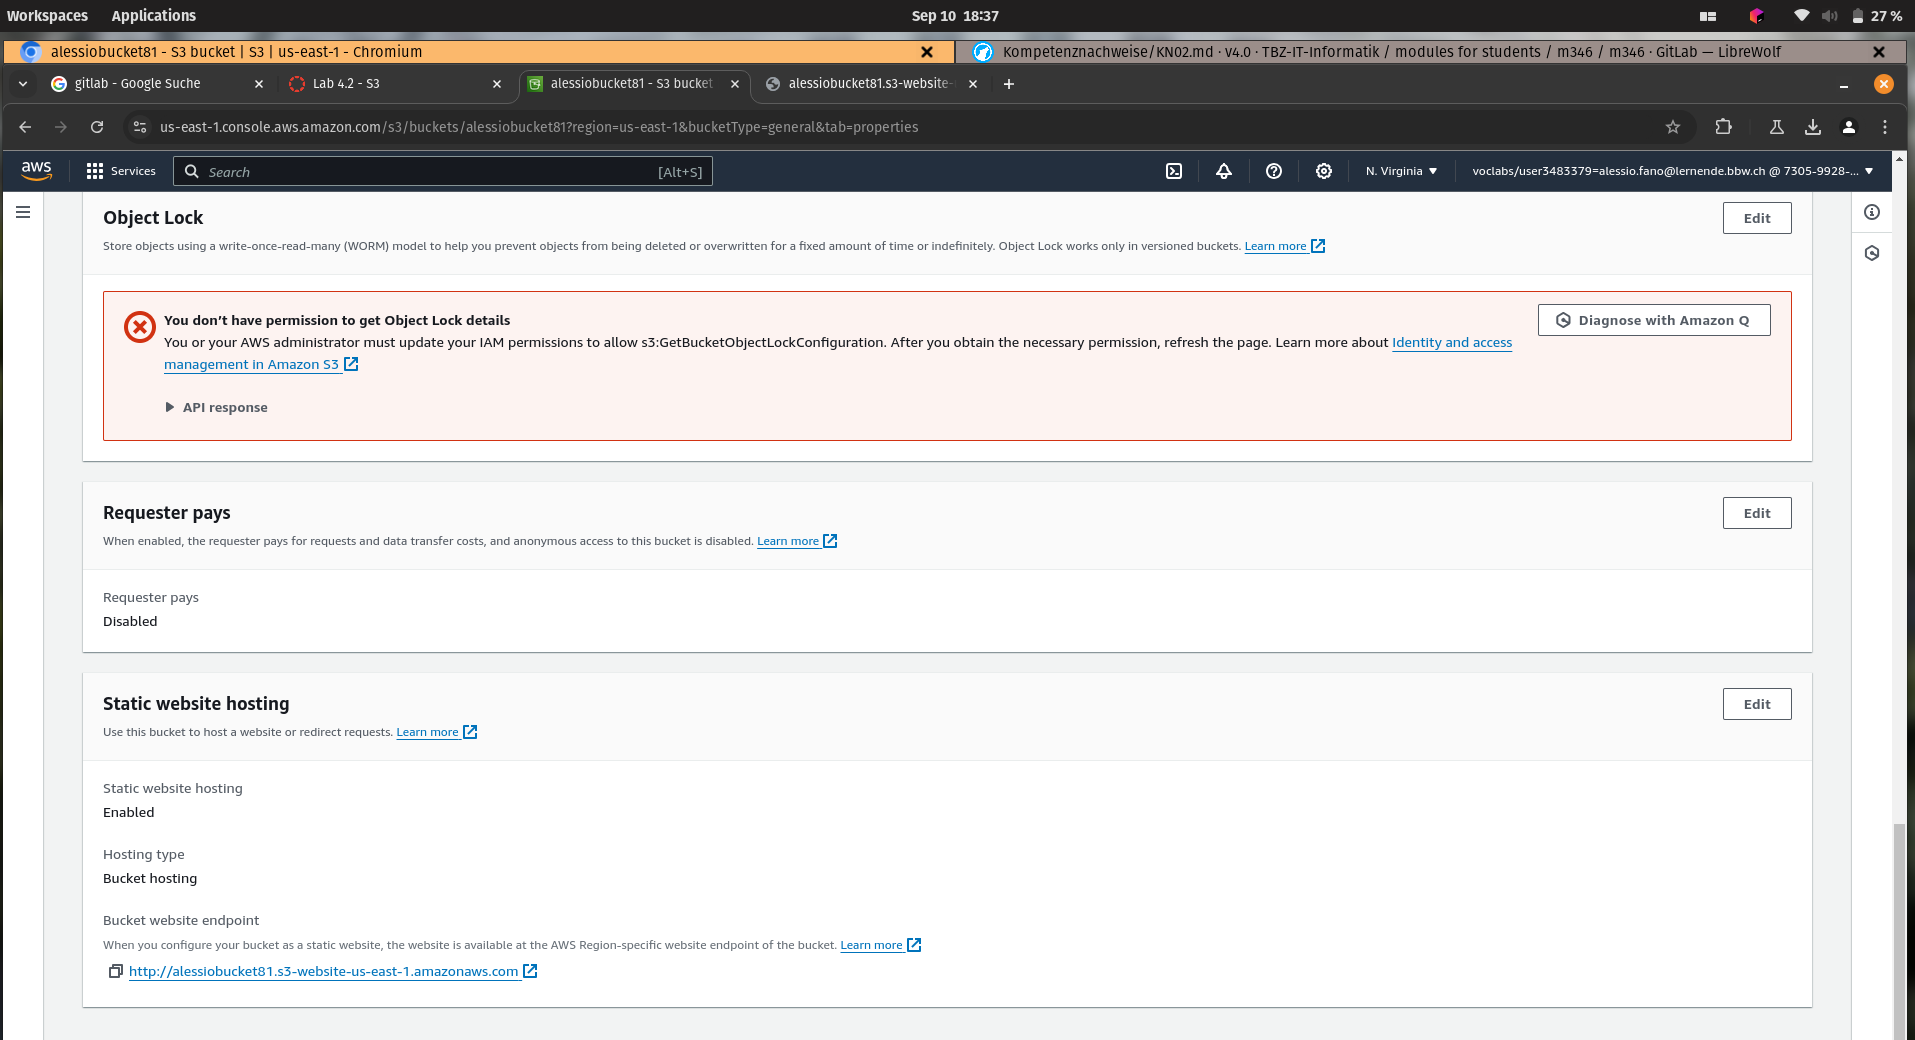 Workspaces Applications Sep 10 18:37 27 %
alessiobucket81 - S3 bucket | S3 | us-east-1 - Chromium Kompetenznachweise/KN02.md · v4.0 · TBZ-IT-Informatik / modules for students / m346 / m346 · GitLab — LibreWolf
gitlab - Google Suche Lab 4.2 - S3 alessiobucket81 - S3 bucket alessiobucket81.s3-website-
us-east-1.console.aws.amazon.com/s3/buckets/alessiobucket81?region=us-east-1&bucketType=general&tab=properties
aws Services Search [Alt+S] N. Virginia voclabs/user3483379=alessio.fano@lernende.bbw.ch @ 7305-9928-...
Object Lock Edit
Store objects using a write-once-read-many (WORM) model to help you prevent objects from being deleted or overwritten for a fixed amount of time or indefinitely. Object Lock works only in versioned buckets. Learn more
You don’t have permission to get Object Lock details Diagnose with Amazon Q
You or your AWS administrator must update your IAM permissions to allow s3:GetBucketObjectLockConfiguration. After you obtain the necessary permission, refresh the page. Learn more about Identity and access
management in Amazon S3
API response
Requester pays Edit
When enabled, the requester pays for requests and data transfer costs, and anonymous access to this bucket is disabled. Learn more
Requester pays
Disabled
Static website hosting Edit
Use this bucket to host a website or redirect requests. Learn more
Static website hosting
Enabled
Hosting type
Bucket hosting
Bucket website endpoint
When you configure your bucket as a static website, the website is available at the AWS Region-specific website endpoint of the bucket. Learn more
http://alessiobucket81.s3-website-us-east-1.amazonaws.com